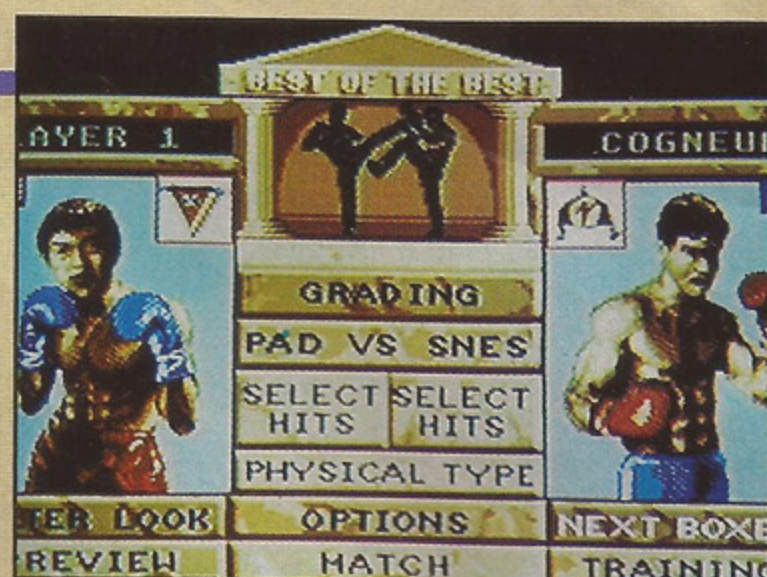 BEST OF THE BEST
AYER 1
COGNEU
GRADING
PAD VS SNES
SELECT HITS
SELECT HITS
PHYSICAL TYPE
TER LOOK
OPTIONS
NEXT BOXE
REVIEW
MATCH
TRAINING